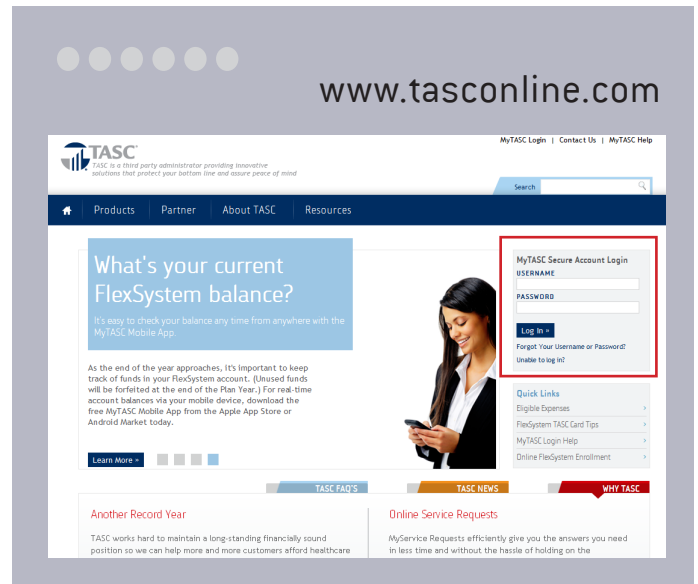 www.tasconline.com
MyTASC Login | Contact Us | MyTASC Help
TASC
TASC is a third party administrator providing innovative
solutions that protect your bottom line and assure peace of mind
Search
Products Partner About TASC Resources
What's your current
FlexSystem balance?
It's easy to check your balance any time from anywhere with the
MyTASC Mobile App.
As the end of the year approaches, it's important to keep
track of funds in your FlexSystem account. (Unused funds
will be forfeited at the end of the Plan Year.) For real-time
account balances via your mobile device, download the
free MyTASC Mobile App from the Apple App Store or
Android Market today.
Learn More »
MyTASC Secure Account Login
USERNAME
PASSWORD
Log In »
Forgot Your Username or Password?
Unable to log in?
Quick Links
Eligible Expenses ›
FlexSystem TASC Card Tips ›
MyTASC Login Help ›
Online FlexSystem Enrollment ›
TASC FAQ'S TASC NEWS WHY TASC
Another Record Year
TASC works hard to maintain a long-standing financially sound
position so we can help more and more customers afford healthcare
Online Service Requests
MyService Requests efficiently give you the answers you need
in less time and without the hassle of holding on the